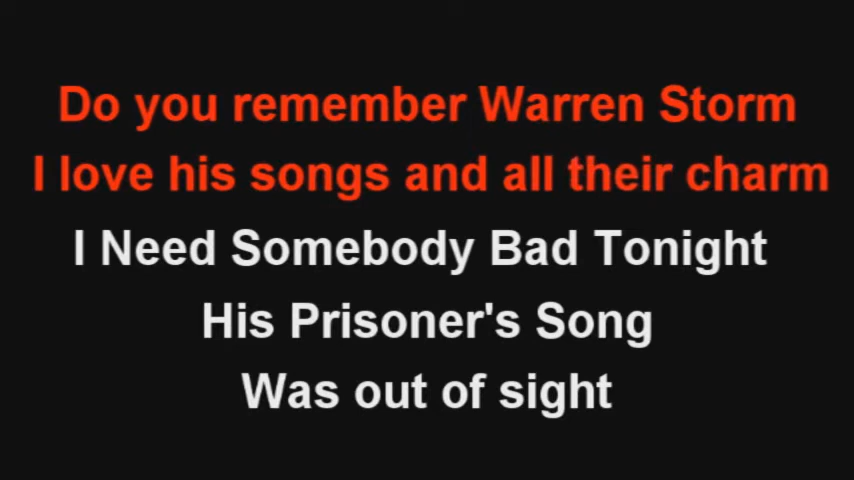 Do you remember Warren Storm
I love his songs and all their charm
I Need Somebody Bad Tonight
His Prisoner's Song
Was out of sight